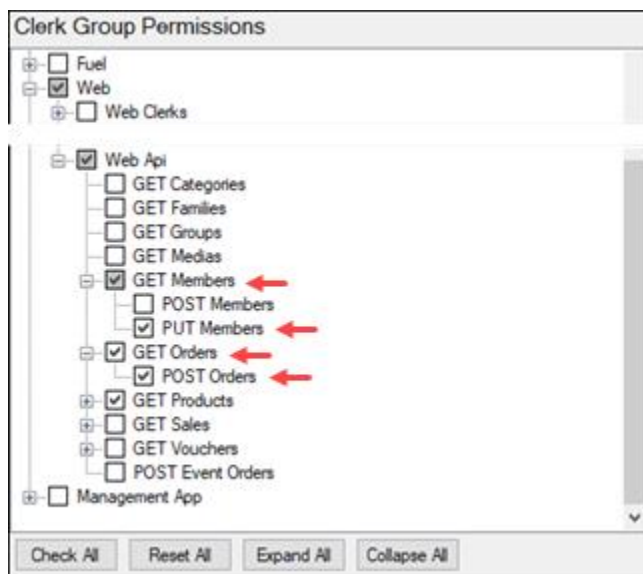 Clerk Group Permissions
Fuel
Web
Web Clerks
Web Api
GET Categories
GET Families
GET Groups
GET Medias
GET Members
POST Members
PUT Members
GET Orders
POST Orders
GET Products
GET Sales
GET Vouchers
POST Event Orders
Management App
Check All Reset All Expand All Collapse All